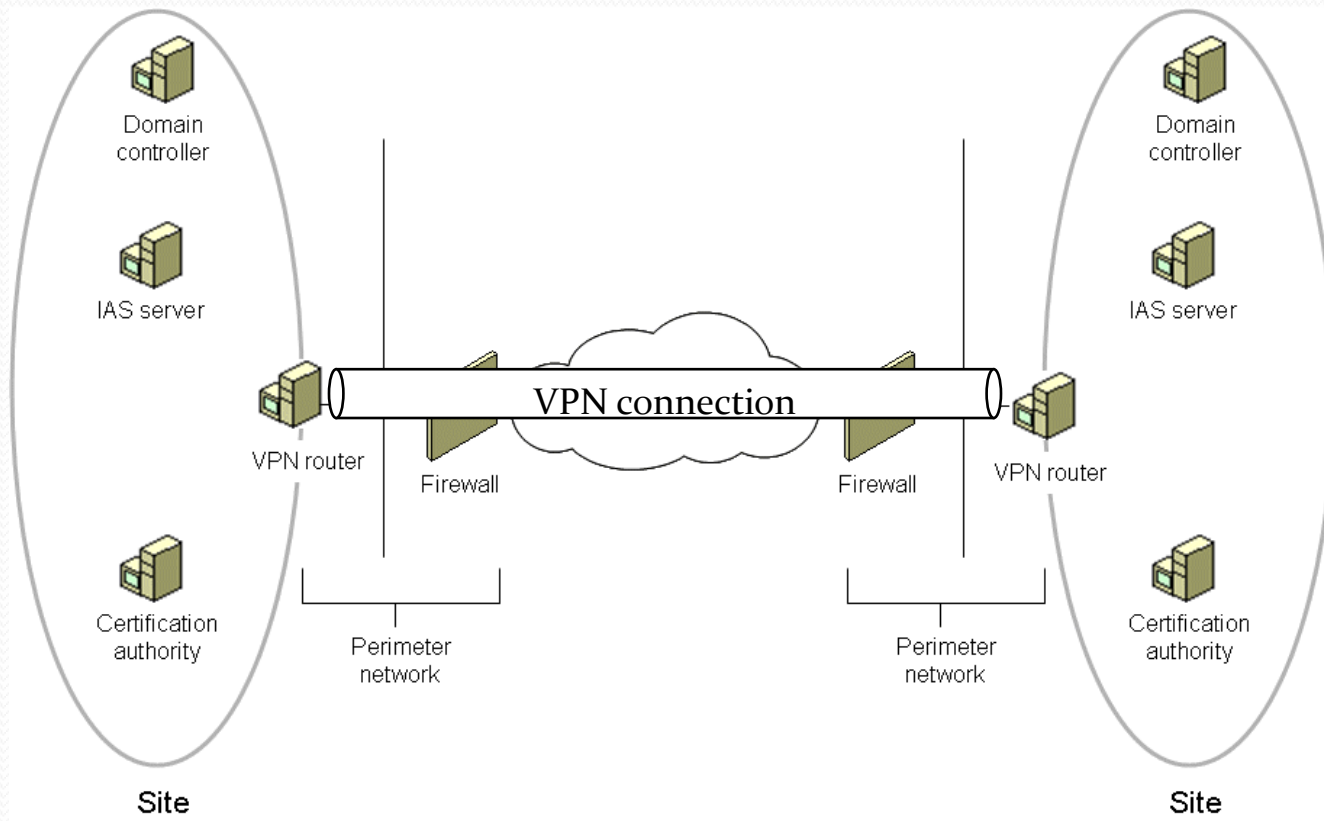 Domain
controller
Domain
controller
IAS server
IAS server
VPN connection
VPN router
Firewall
Firewall
VPN router
Certification
authority
Perimeter
network
Perimeter
network
Certification
authority
Site
Site